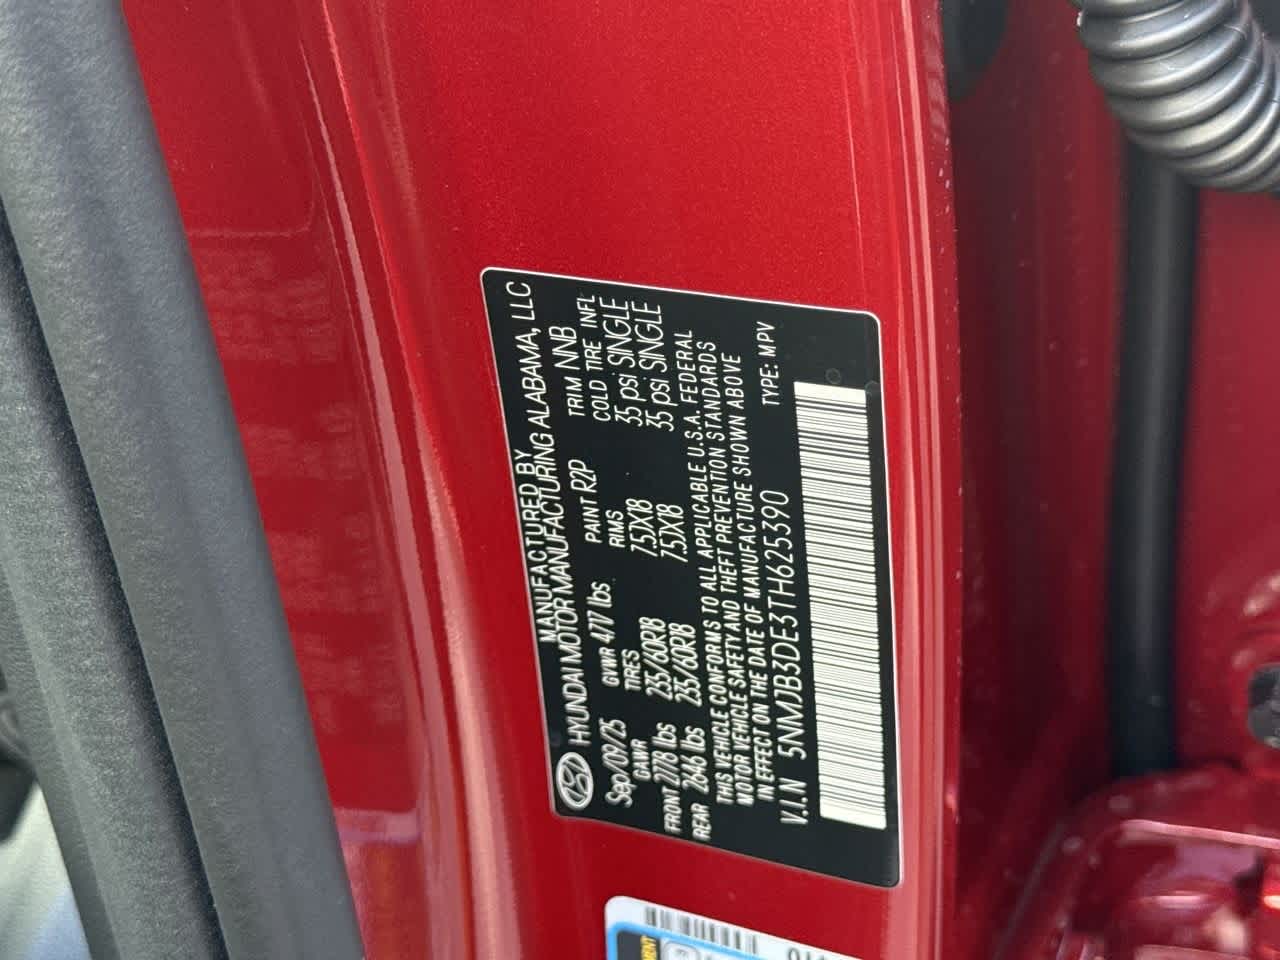 MANUFACTURED BY
HYUNDAI MOTOR MANUFACTURING ALABAMA, LLC
Sep/09/25 GVWR 4717 lbs PAINT R2P TRIM NNB
GAWR TIRES RIMS COLD TIRE INFL
FRONT 2778 lbs 235/60R18 7.5JX18 35 psi SINGLE
REAR 2646 lbs 235/60R18 7.5JX18 35 psi SINGLE
THIS VEHICLE CONFORMS TO ALL APPLICABLE U.S.A. FEDERAL
MOTOR VEHICLE SAFETY AND THEFT PREVENTION STANDARDS
IN EFFECT ON THE DATE OF MANUFACTURE SHOWN ABOVE
V.I.N 5NMJB3DE3TH625390 TYPE: MPV